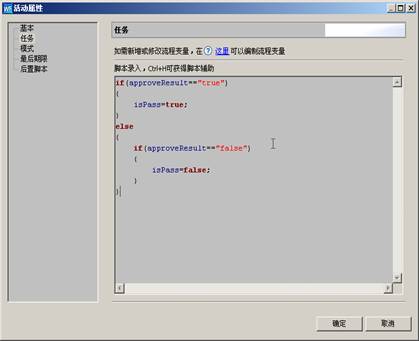 WF 活动属性
基本
任务
模式
最后期限
后置脚本
任务
如需新增或修改流程变量，在 ? 这里 可以编制流程变量
脚本录入，Ctrl+H可获得脚本辅助
if(approveResult=="true")
{
isPass=true;
}
else
{
if(approveResult=="false")
{
isPass=false;
}
}
确定
取消